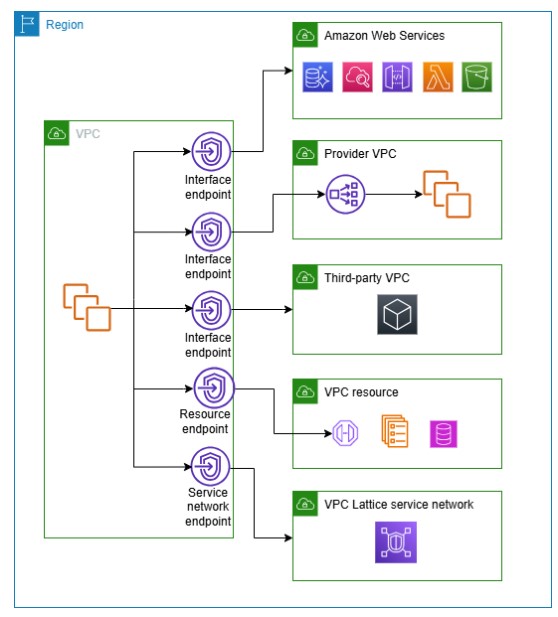 Region
Amazon Web Services
VPC
Interface
endpoint
Provider VPC
Interface
endpoint
Third-party VPC
Interface
endpoint
VPC resource
Resource
endpoint
Service
network
endpoint
VPC Lattice service network